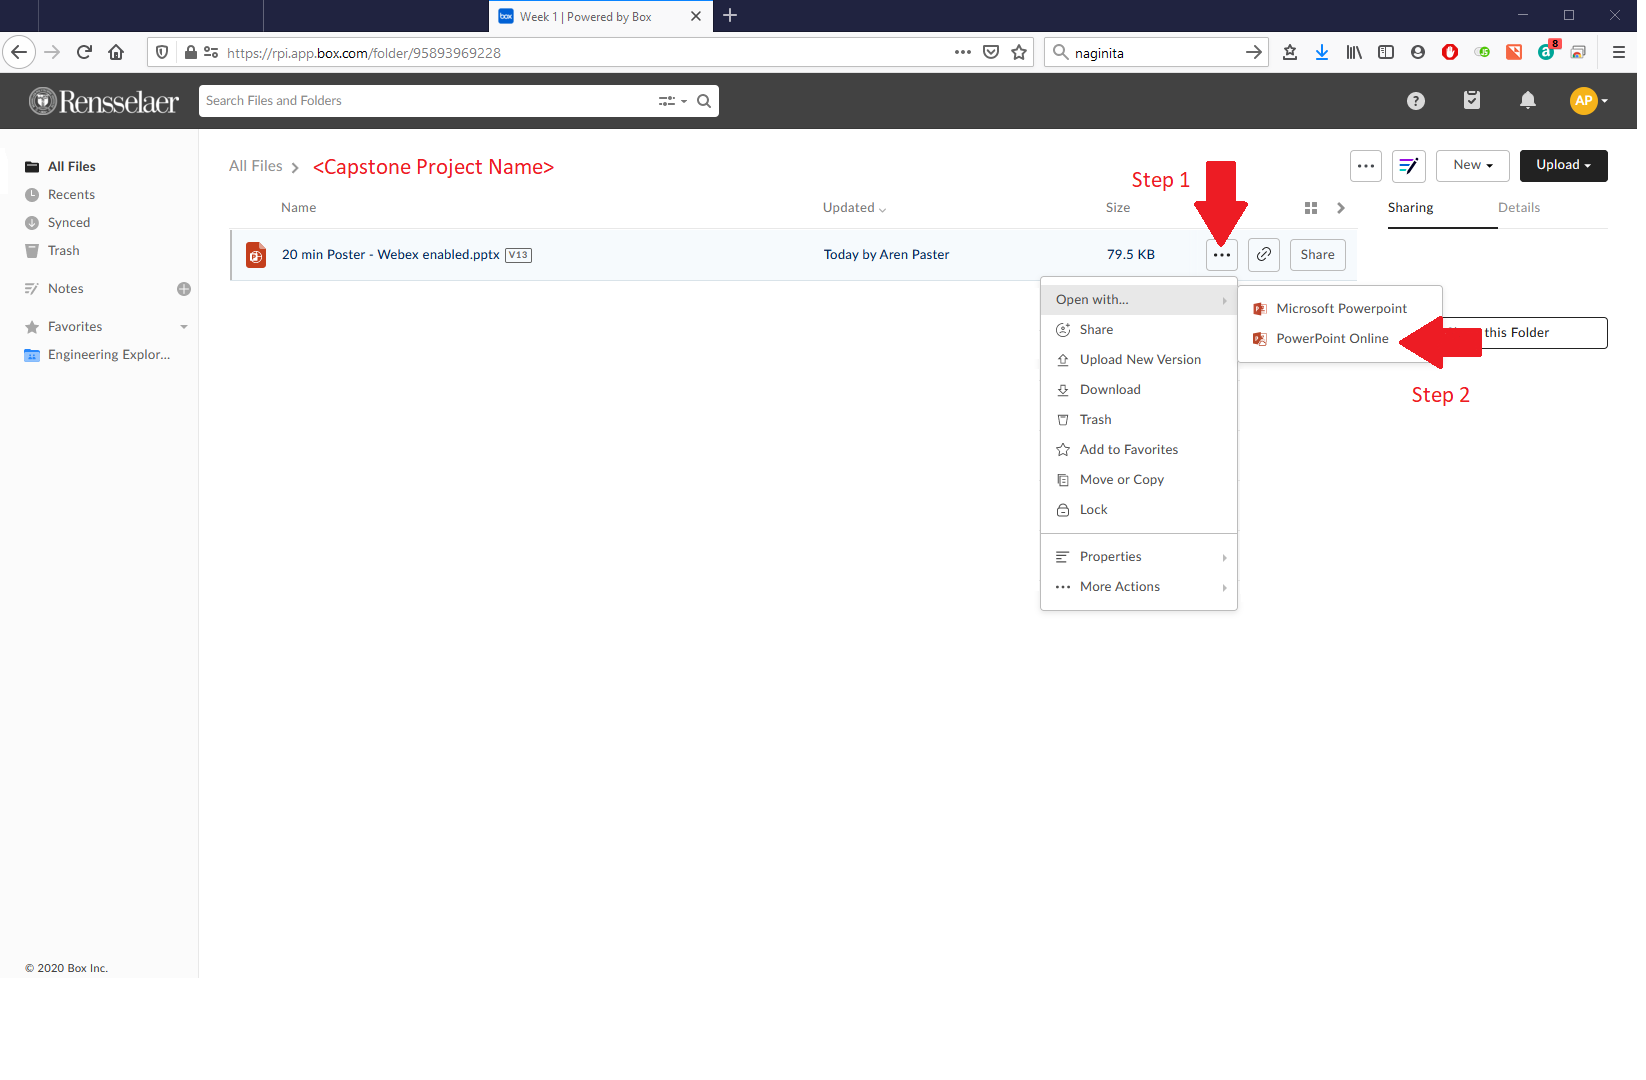 Week 1 | Powered by Box
https://rpi.app.box.com/folder/95893969228
naginita
8
Rensselaer
Search Files and Folders
AP
All Files
Recents
Synced
Trash
Notes
Favorites
Engineering Explor...
All Files > <Capstone Project Name>
New
Upload
Step 1
Name Updated Size
Sharing Details
20 min Poster - Webex enabled.pptx V13 Today by Aren Paster 79.5 KB Share
Open with...
Share
Upload New Version
Download
Trash
Add to Favorites
Move or Copy
Lock
Properties
More Actions
Microsoft Powerpoint
PowerPoint Online
this Folder
Step 2
© 2020 Box Inc.